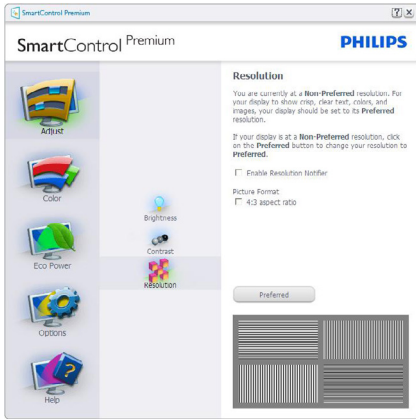 SmartControl Premium
SmartControl Premium
PHILIPS
Adjust
Color
Eco Power
Options
Help
Brightness
Contrast
Resolution
Resolution
You are currently at a Non-Preferred resolution. For
your display to show crisp, clear text, colors, and
images, your display should be set to its Preferred
resolution.
If your display is at a Non-Preferred resolution, click
on the Preferred button to change your resolution to
Preferred.
Enable Resolution Notifier
Picture Format
4:3 aspect ratio
Preferred